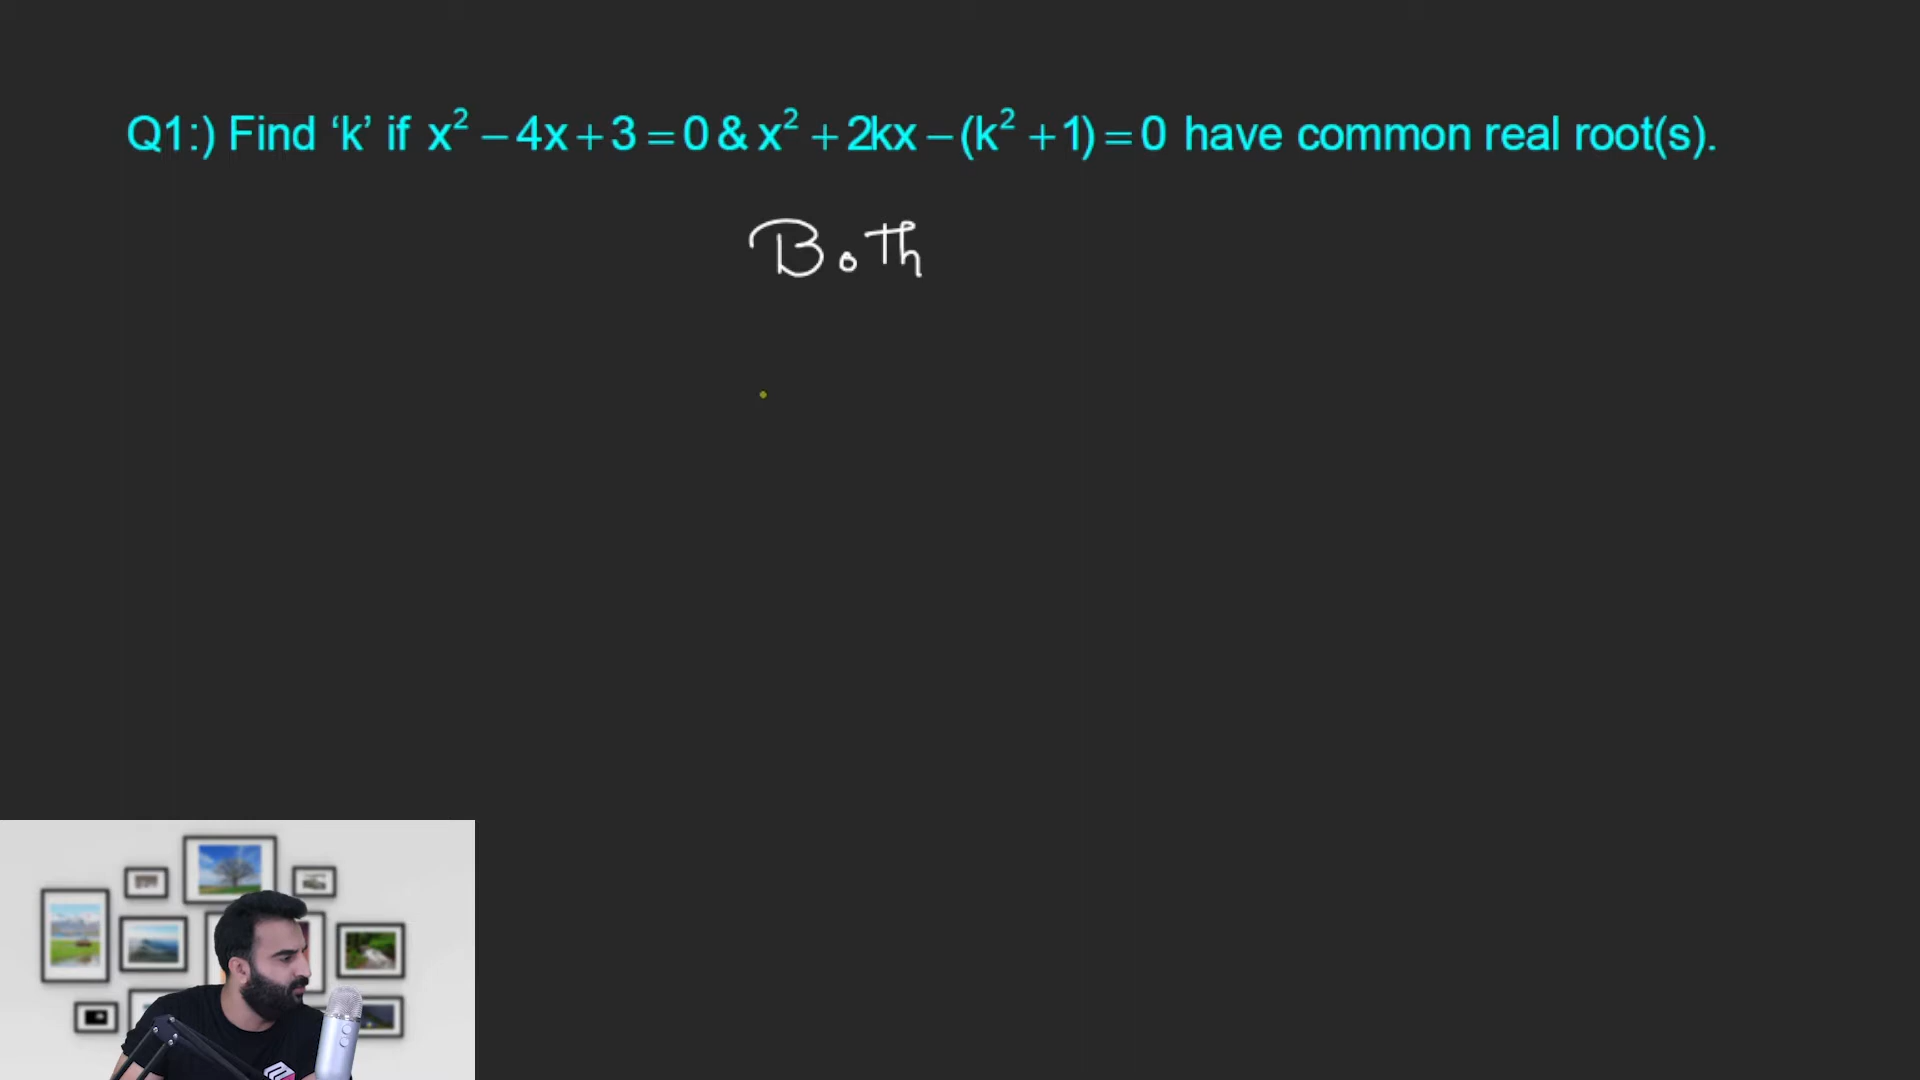 Q1:) Find ‘k’ if x² − 4x + 3 = 0 & x² + 2kx − (k² + 1) = 0 have common real root(s).
Both